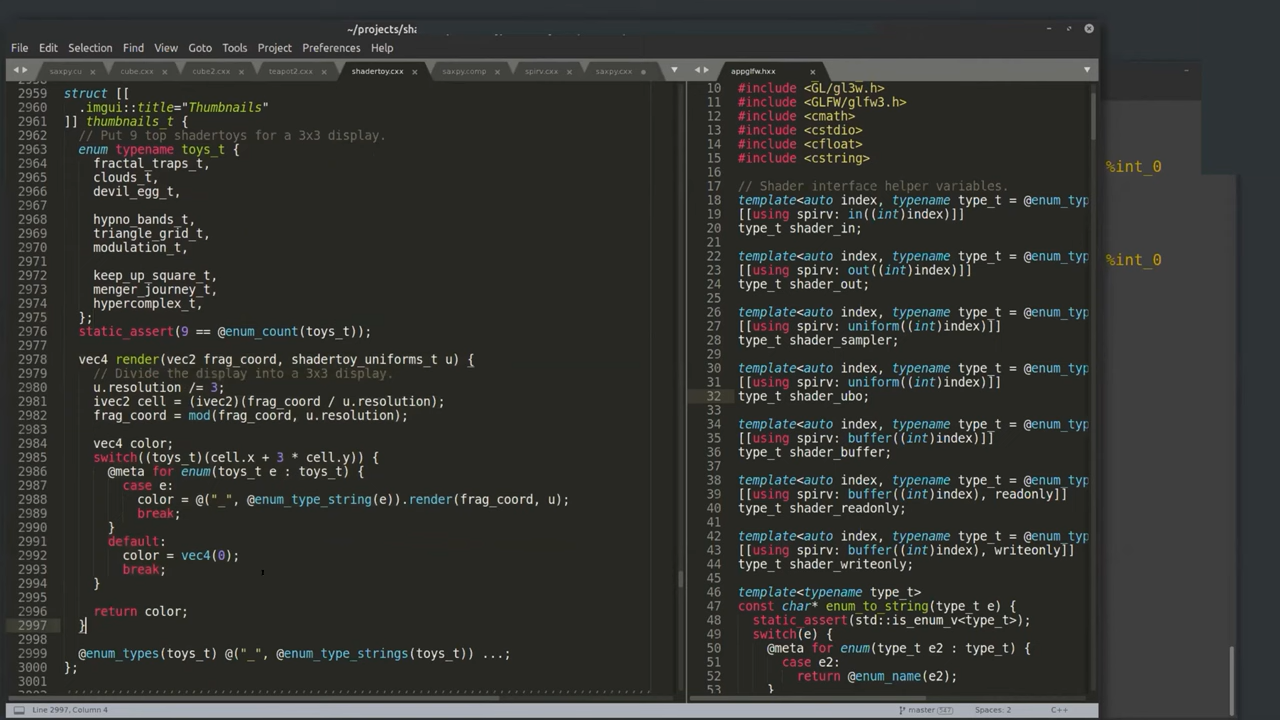 ~/projects/sha
File Edit Selection Find View Goto Tools Project Preferences Help
saxpy.cu cube.cxx cube2.cxx teapot2.cxx shadertoy.cxx saxpy.comp spirv.cxx saxpy.cxx
2959 struct [[
2960 .imgui::title="Thumbnails"
2961 ]] thumbnails_t {
2962 // Put 9 top shadertoys for a 3x3 display.
2963 enum typename toys_t {
2964 fractal_traps_t,
2965 clouds_t,
2966 devil_egg_t,
2967
2968 hypno_bands_t,
2969 triangle_grid_t,
2970 modulation_t,
2971
2972 keep_up_square_t,
2973 menger_journey_t,
2974 hypercomplex_t,
2975 };
2976 static_assert(9 == @enum_count(toys_t));
2977
2978 vec4 render(vec2 frag_coord, shadertoy_uniforms_t u) {
2979 // Divide the display into a 3x3 display.
2980 u.resolution /= 3;
2981 ivec2 cell = (ivec2)(frag_coord / u.resolution);
2982 frag_coord = mod(frag_coord, u.resolution);
2983
2984 vec4 color;
2985 switch((toys_t)(cell.x + 3 * cell.y)) {
2986 @meta for enum(toys_t e : toys_t) {
2987 case e:
2988 color = @("_", @enum_type_string(e)).render(frag_coord, u);
2989 break;
2990 }
2991 default:
2992 color = vec4(0);
2993 break;
2994 }
2995
2996 return color;
2997 }
2998
2999 @enum_types(toys_t) @("_", @enum_type_strings(toys_t)) ...;
3000 };
3001
appglfw.hxx
10 #include <GL/gl3w.h>
11 #include <GLFW/glfw3.h>
12 #include <cmath>
13 #include <cstdio>
14 #include <cfloat>
15 #include <cstring>
16
17 // Shader interface helper variables.
18 template<auto index, typename type_t = @enum_typ
19 [[using spirv: in((int)index)]]
20 type_t shader_in;
21
22 template<auto index, typename type_t = @enum_typ
23 [[using spirv: out((int)index)]]
24 type_t shader_out;
25
26 template<auto index, typename type_t = @enum_typ
27 [[using spirv: uniform((int)index)]]
28 type_t shader_sampler;
29
30 template<auto index, typename type_t = @enum_typ
31 [[using spirv: uniform((int)index)]]
32 type_t shader_ubo;
33
34 template<auto index, typename type_t = @enum_typ
35 [[using spirv: buffer((int)index)]]
36 type_t shader_buffer;
37
38 template<auto index, typename type_t = @enum_typ
39 [[using spirv: buffer((int)index), readonly]]
40 type_t shader_readonly;
41
42 template<auto index, typename type_t = @enum_typ
43 [[using spirv: buffer((int)index), writeonly]]
44 type_t shader_writeonly;
45
46 template<typename type_t>
47 const char* enum_to_string(type_t e) {
48 static_assert(std::is_enum_v<type_t>);
49 switch(e) {
50 @meta for enum(type_t e2 : type_t) {
51 case e2:
52 return @enum_name(e2);
53 }
%int_0
%int_0
Line 2997, Column 4 master Spaces: 2 C++